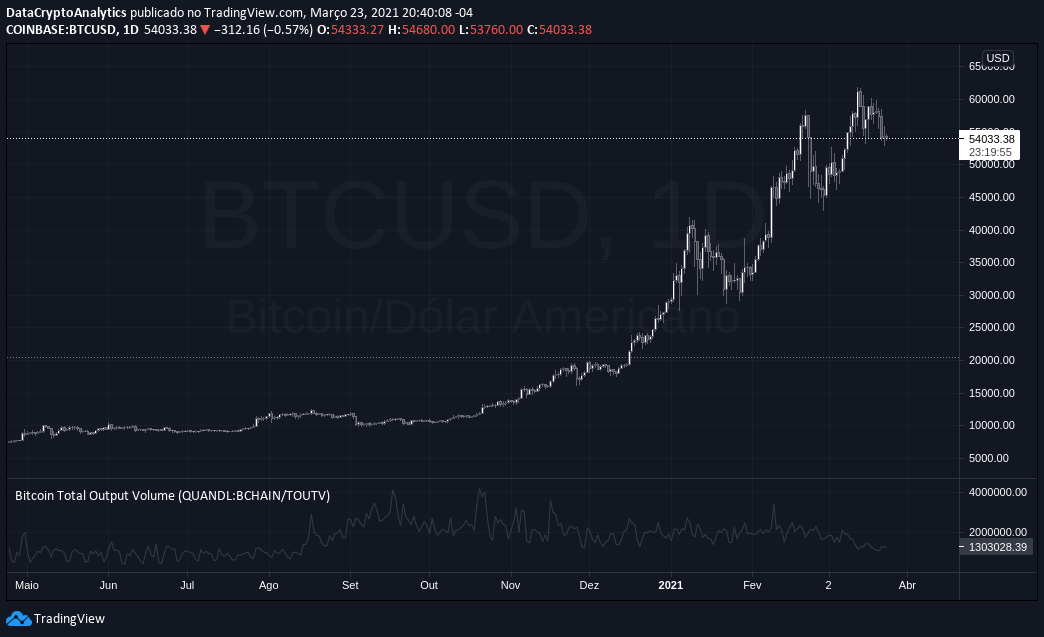 DataCryptoAnalytics publicado no TradingView.com, Março 23, 2021 20:40:08 -04
COINBASE:BTCUSD, 1D 54033.38 ▼ −312.16 (−0.57%) O:54333.27 H:54680.00 L:53760.00 C:54033.38
USD
65000.00
60000.00
55000.00
54033.38
23:19:55
50000.00
45000.00
40000.00
35000.00
30000.00
25000.00
20000.00
15000.00
10000.00
5000.00
BTCUSD, 1D
Bitcoin/Dólar Americano
Bitcoin Total Output Volume (QUANDL:BCHAIN/TOUTV)
4000000.00
2000000.00
1303028.39
Maio Jun Jul Ago Set Out Nov Dez 2021 Fev 2 Abr
TradingView